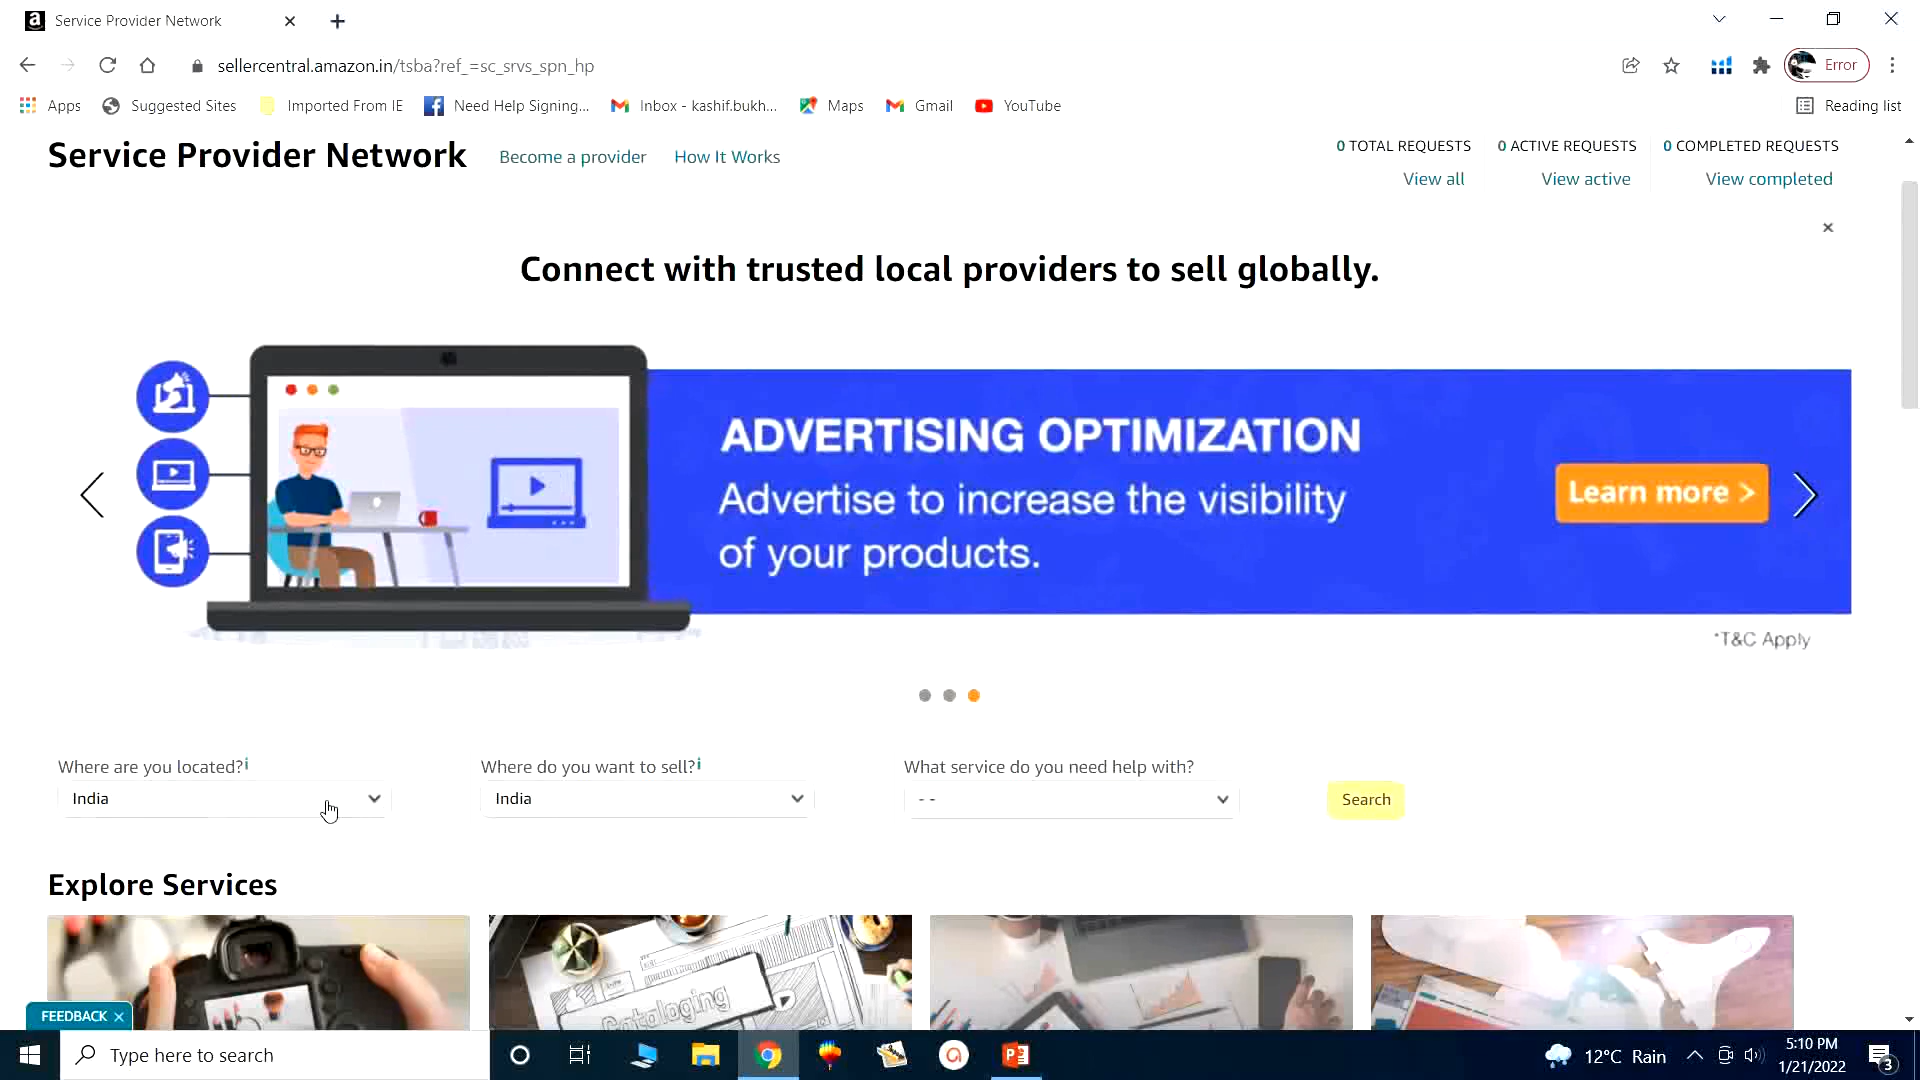 Service Provider Network
sellercentral.amazon.in/tsba?ref_=sc_srvs_spn_hp
Error
Apps
Suggested Sites
Imported From IE
Need Help Signing...
Inbox - kashif.bukh...
Maps
Gmail
YouTube
Reading list
Service Provider Network
Become a provider
How It Works
0 TOTAL REQUESTS
0 ACTIVE REQUESTS
0 COMPLETED REQUESTS
View all
View active
View completed
Connect with trusted local providers to sell globally.
ADVERTISING OPTIMIZATION
Advertise to increase the visibility
of your products.
Learn more >
*T&C Apply
Where are you located?
India
Where do you want to sell?
India
What service do you need help with?
- -
Search
Explore Services
Cataloging
FEEDBACK
Type here to search
12°C Rain
5:10 PM
1/21/2022
3